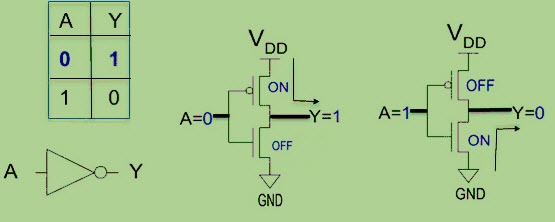 A Y
0 1
1 0
A Y
VDD
ON
A=0 Y=1
OFF
GND
VDD
OFF
A=1 Y=0
ON
GND